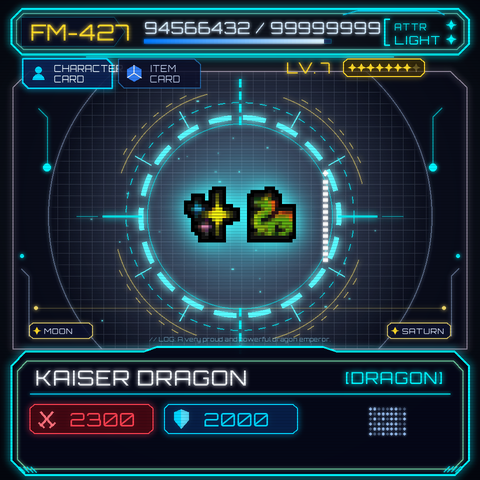 FM-427
94566432 / 99999999
ATTR
LIGHT
CHARACTER
CARD
ITEM
CARD
LV.7
MOON
SATURN
// LOG: A very proud and powerful dragon emperor
KAISER DRAGON
[DRAGON]
2300
2000